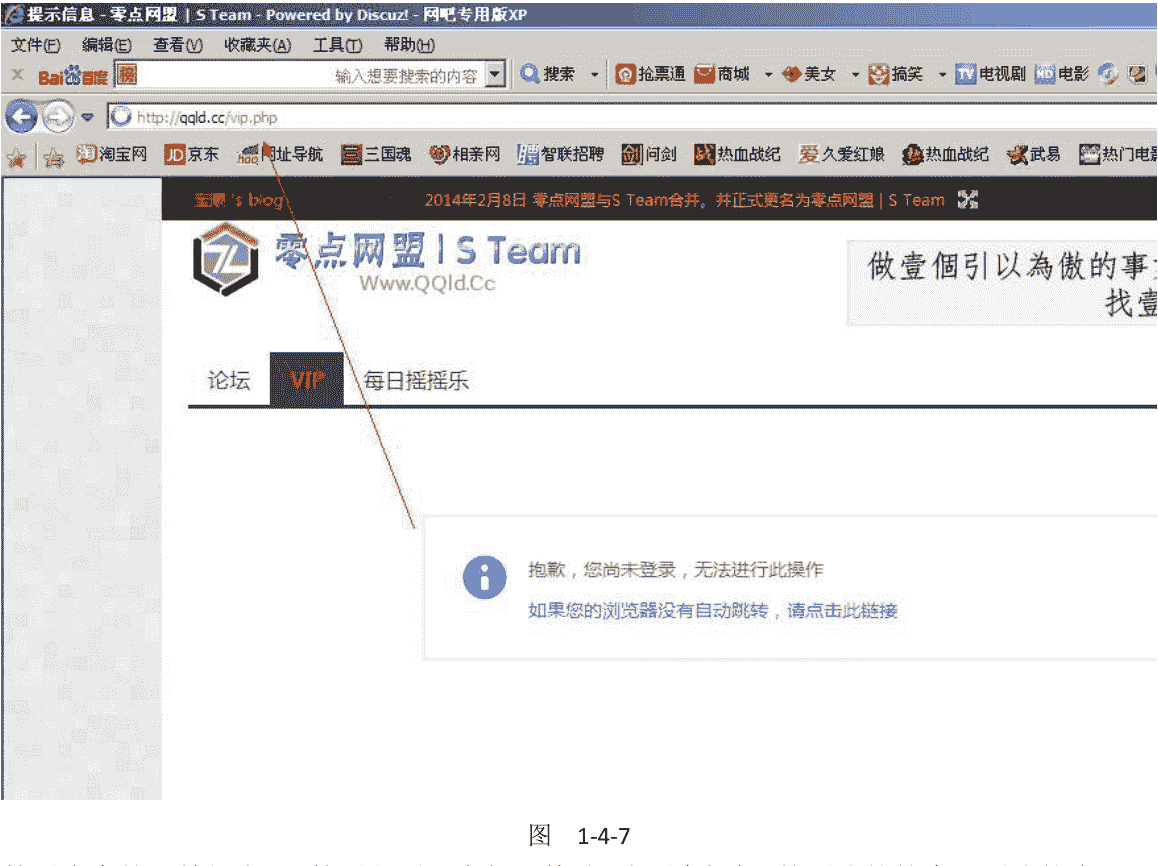 提示信息 - 零点网盟 | S Team - Powered by Discuz! - 网吧专用版XP
文件(F) 编辑(E) 查看(V) 收藏夹(A) 工具(T) 帮助(H)
Bai百度 输入想要搜索的内容 搜索 抢票通 商城 美女 搞笑 TV 电视剧 HD 电影
http://qqld.cc/vip.php
淘 淘宝网 JD 京东 网址导航 三国魂 相亲网 智联招聘 剑 问剑 热血战纪 爱 久爱红娘 热血战纪 武易 热门电影
's blog 2014年2月8日 零点网盟与S Team合并。并正式更名为零点网盟 | S Team
零点网盟 | S Team
Www.QQld.Cc
做壹個引以為傲的事
找壹
论坛 VIP 每日摇摇乐
抱歉，您尚未登录，无法进行此操作
如果您的浏览器没有自动跳转，请点击此链接
图 1-4-7